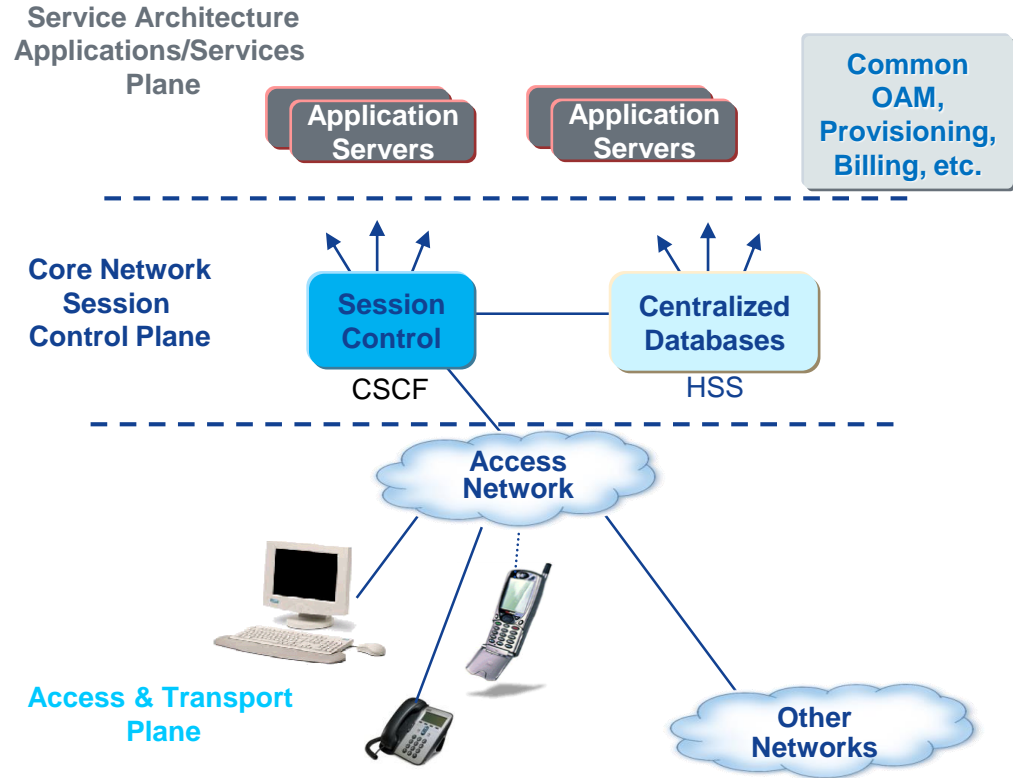 Service Architecture
Applications/Services
Plane
Application
Servers
Application
Servers
Common
OAM,
Provisioning,
Billing, etc.
Core Network
Session
Control Plane
Session
Control
CSCF
Centralized
Databases
HSS
Access
Network
Access & Transport
Plane
Other
Networks